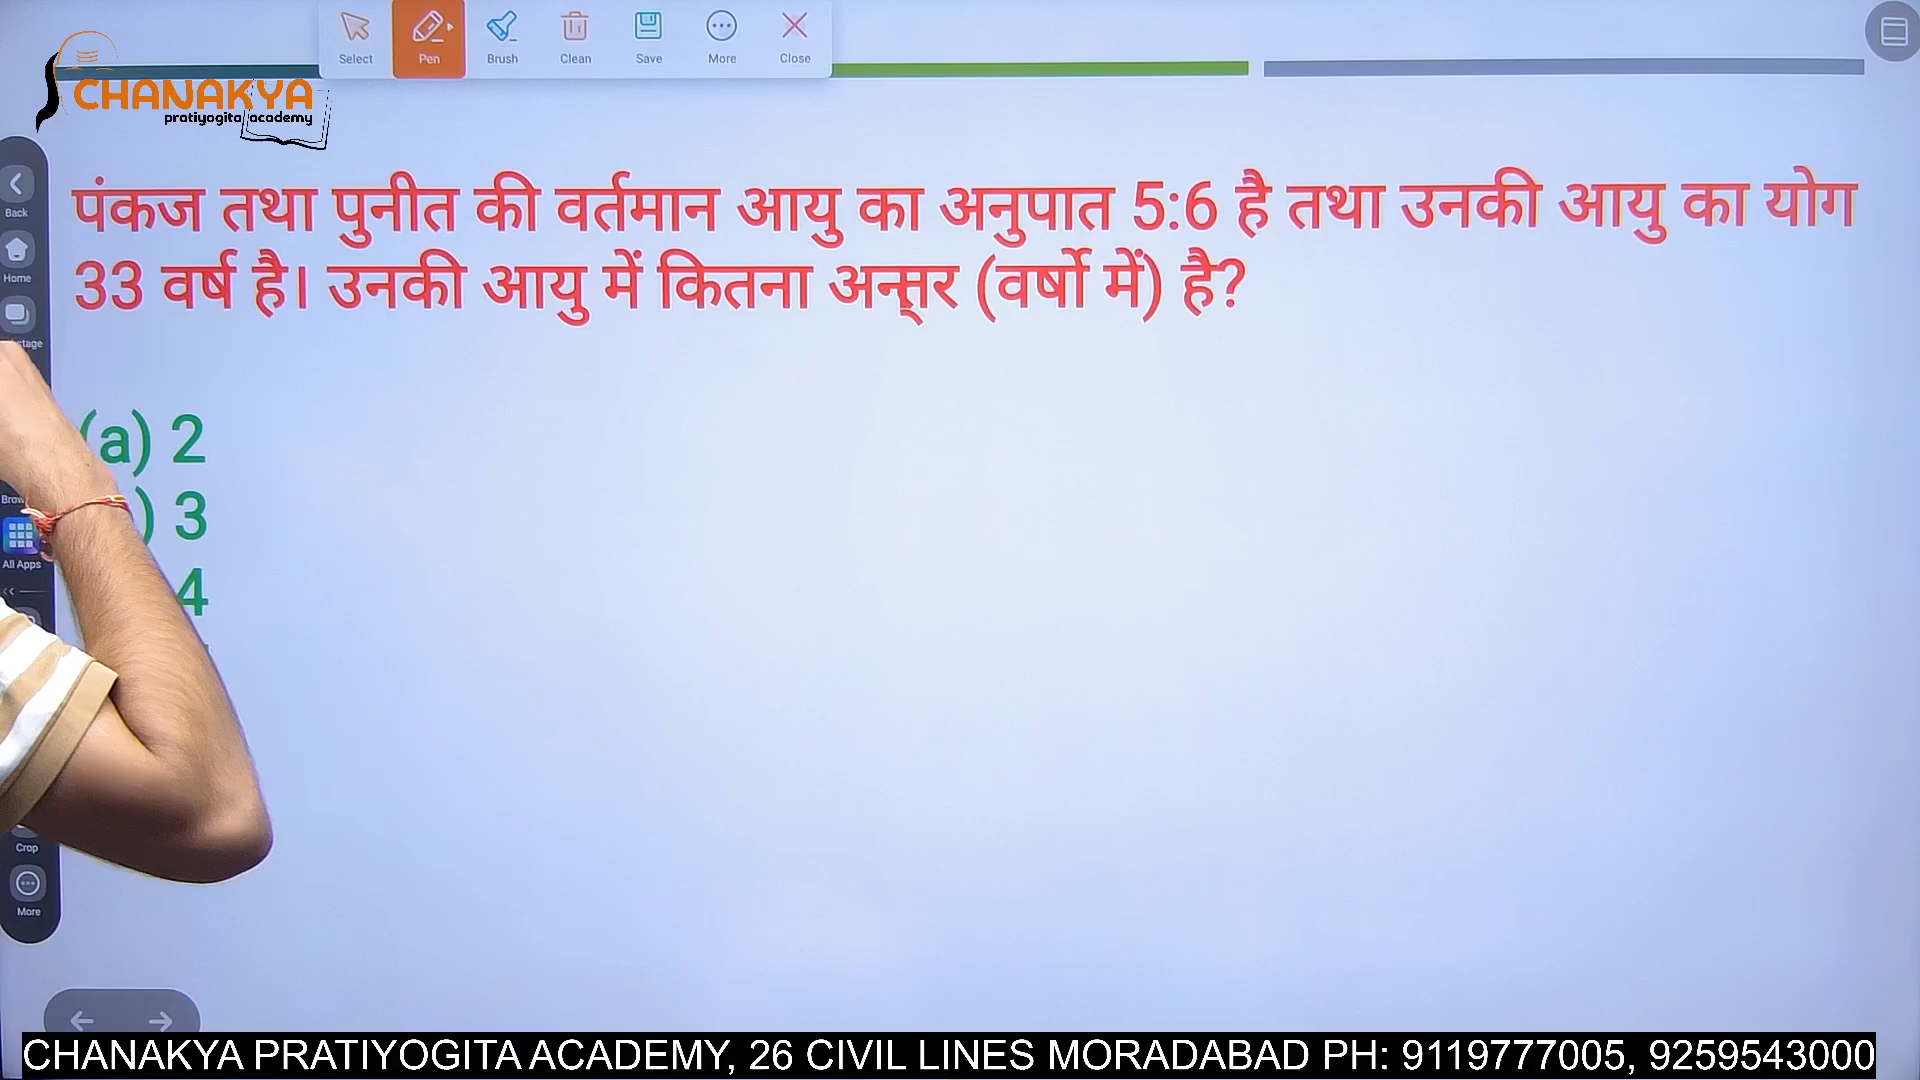 Select
Pen
Brush
Clean
Save
More
Close
CHANAKYA
pratiyogita academy
पंकज तथा पुनीत की वर्तमान आयु का अनुपात 5:6 है तथा उनकी आयु का योग
33 वर्ष है। उनकी आयु में कितना अन्त्र (वर्षो में) है?
Back
Home
(a) 2
) 3
4
All Apps
Crop
More
CHANAKYA PRATIYOGITA ACADEMY, 26 CIVIL LINES MORADABAD PH: 9119777005, 9259543000